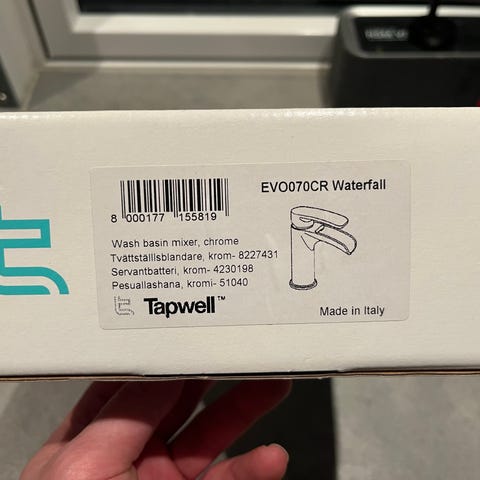 EVO070CR Waterfall
8 000177 155819
Wash basin mixer, chrome
Tvättställlsblandare, krom- 8227431
Servantbatteri, krom- 4230198
Pesuallashana, kromi- 51040
Tapwell™
Made in Italy